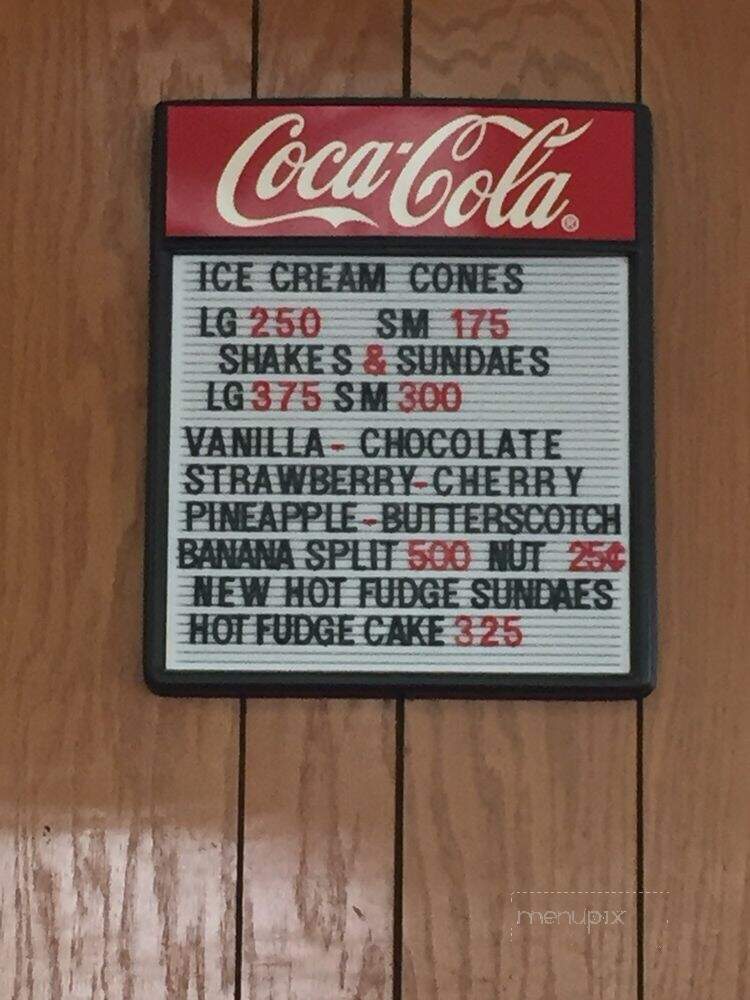 Coca-Cola®
ICE CREAM CONES
LG 250 SM 175
SHAKES & SUNDAES
LG 375 SM 300
VANILLA - CHOCOLATE
STRAWBERRY-CHERRY
PINEAPPLE-BUTTERSCOTCH
BANANA SPLIT 500 NUT 25¢
NEW HOT FUDGE SUNDAES
HOT FUDGE CAKE 325
menupix